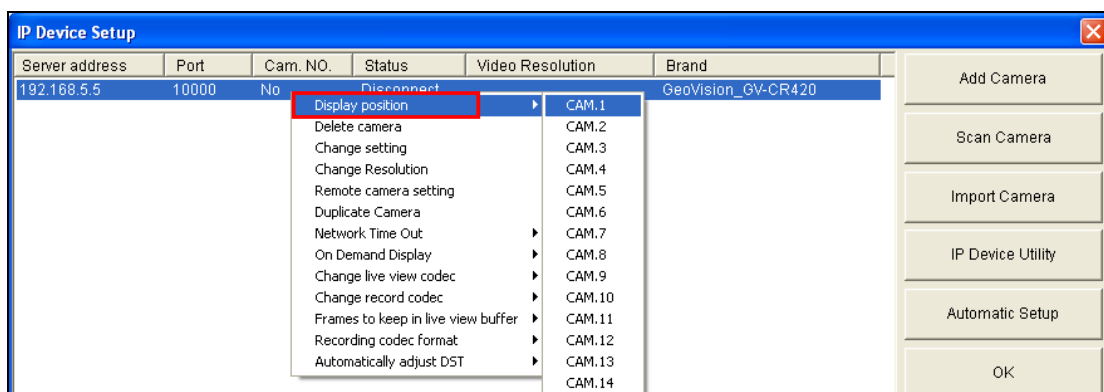 IP Device Setup
Server address Port Cam. NO. Status Video Resolution Brand
192.168.5.5 10000 No Disconnect GeoVision_GV-CR420
Display position
Delete camera
Change setting
Change Resolution
Remote camera setting
Duplicate Camera
Network Time Out
On Demand Display
Change live view codec
Change record codec
Frames to keep in live view buffer
Recording codec format
Automatically adjust DST
CAM.1
CAM.2
CAM.3
CAM.4
CAM.5
CAM.6
CAM.7
CAM.8
CAM.9
CAM.10
CAM.11
CAM.12
CAM.13
CAM.14
Add Camera
Scan Camera
Import Camera
IP Device Utility
Automatic Setup
OK